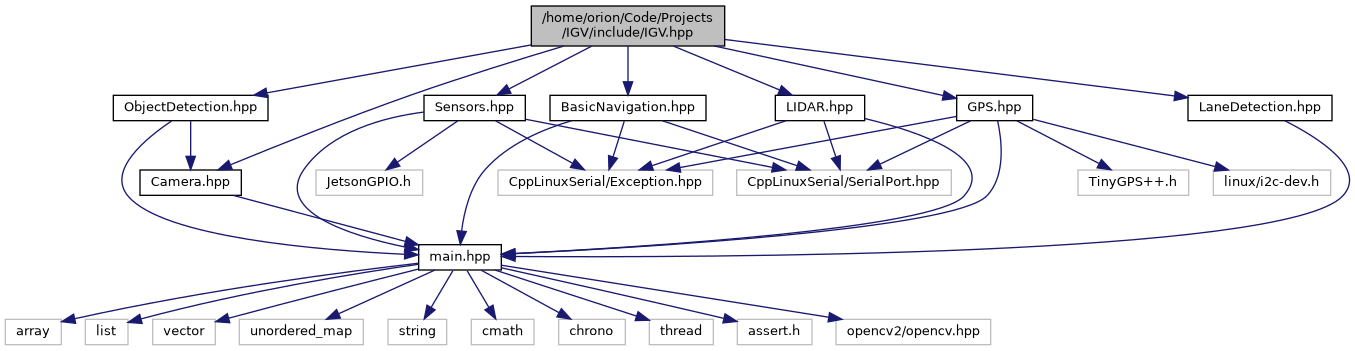 /home/orion/Code/Projects
/IGV/include/IGV.hpp
ObjectDetection.hpp
Sensors.hpp
BasicNavigation.hpp
LIDAR.hpp
GPS.hpp
LaneDetection.hpp
Camera.hpp
JetsonGPIO.h
CppLinuxSerial/Exception.hpp
CppLinuxSerial/SerialPort.hpp
TinyGPS++.h
linux/i2c-dev.h
main.hpp
array
list
vector
unordered_map
string
cmath
chrono
thread
assert.h
opencv2/opencv.hpp